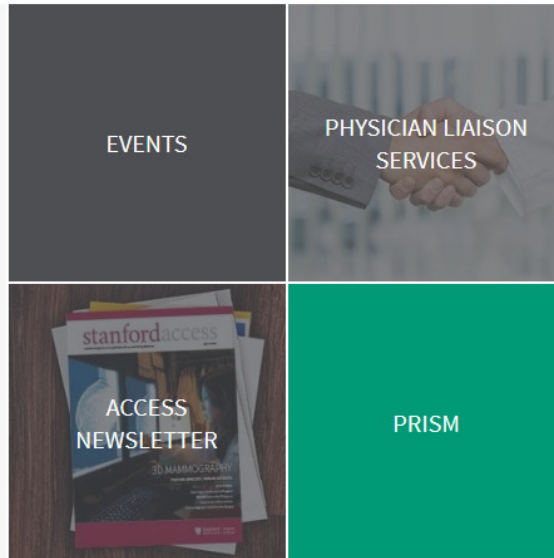 EVENTS
PHYSICIAN LIAISON
SERVICES
stanfordaccess
ACCESS
NEWSLETTER
3D MAMMOGRAPHY
PRISM